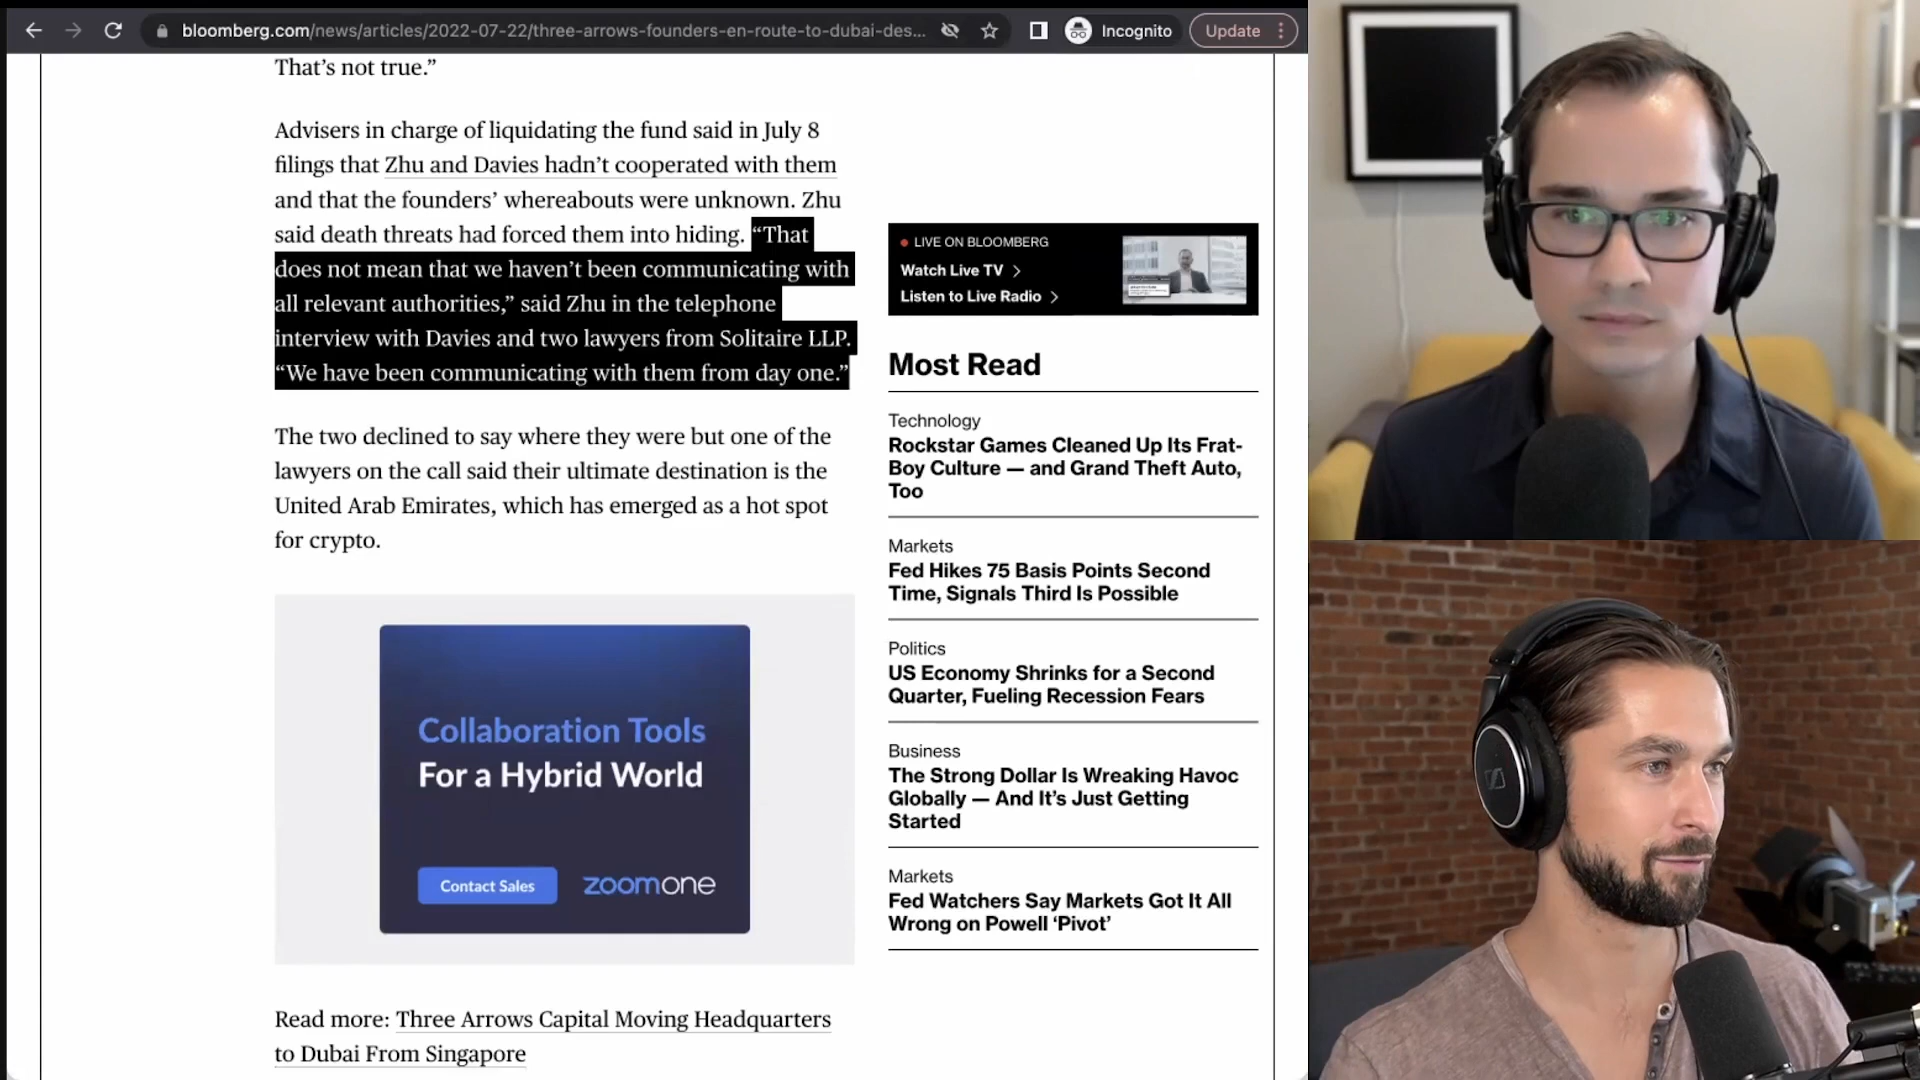 bloomberg.com/news/articles/2022-07-22/three-arrows-founders-en-route-to-dubai-des...
Incognito
Update
That's not true.”
Advisers in charge of liquidating the fund said in July 8
filings that Zhu and Davies hadn't cooperated with them
and that the founders' whereabouts were unknown. Zhu
said death threats had forced them into hiding. “That
does not mean that we haven't been communicating with
all relevant authorities,” said Zhu in the telephone
interview with Davies and two lawyers from Solitaire LLP.
“We have been communicating with them from day one.”
The two declined to say where they were but one of the
lawyers on the call said their ultimate destination is the
United Arab Emirates, which has emerged as a hot spot
for crypto.
Collaboration Tools
For a Hybrid World
Contact Sales
zoomone
Read more: Three Arrows Capital Moving Headquarters
to Dubai From Singapore
LIVE ON BLOOMBERG
Watch Live TV
Listen to Live Radio
Most Read
Technology
Rockstar Games Cleaned Up Its Frat-
Boy Culture — and Grand Theft Auto,
Too
Markets
Fed Hikes 75 Basis Points Second
Time, Signals Third Is Possible
Politics
US Economy Shrinks for a Second
Quarter, Fueling Recession Fears
Business
The Strong Dollar Is Wreaking Havoc
Globally — And It's Just Getting
Started
Markets
Fed Watchers Say Markets Got It All
Wrong on Powell ‘Pivot’